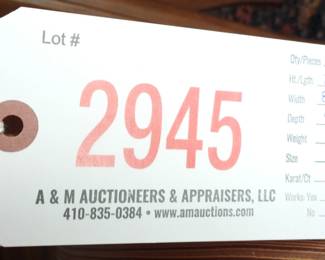 Lot #
2945
A & M AUCTIONEERS & APPRAISERS, LLC
410-835-0384 • www.amauctions.com
Qty/Pieces
Ht./Lgth
Width
Depth
Weight
Size
Karat/Ct
Works: Yes
No